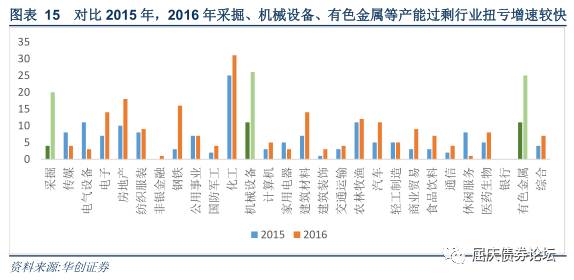 图表 15 对比 2015 年，2016 年采掘、机械设备、有色金属等产能过剩行业扭亏增速较快
35
30
25
20
15
10
5
0
采掘
传媒
电气设备
电子
房地产
纺织服装
非银金融
钢铁
公用事业
国防军工
化工
机械设备
计算机
家用电器
建筑材料
建筑装饰
交通运输
农林牧渔
汽车
轻工制造
商业贸易
食品饮料
通信
休闲服务
医药生物
银行
有色金属
综合
2015 2016
资料来源:华创证券
屈庆债券论坛